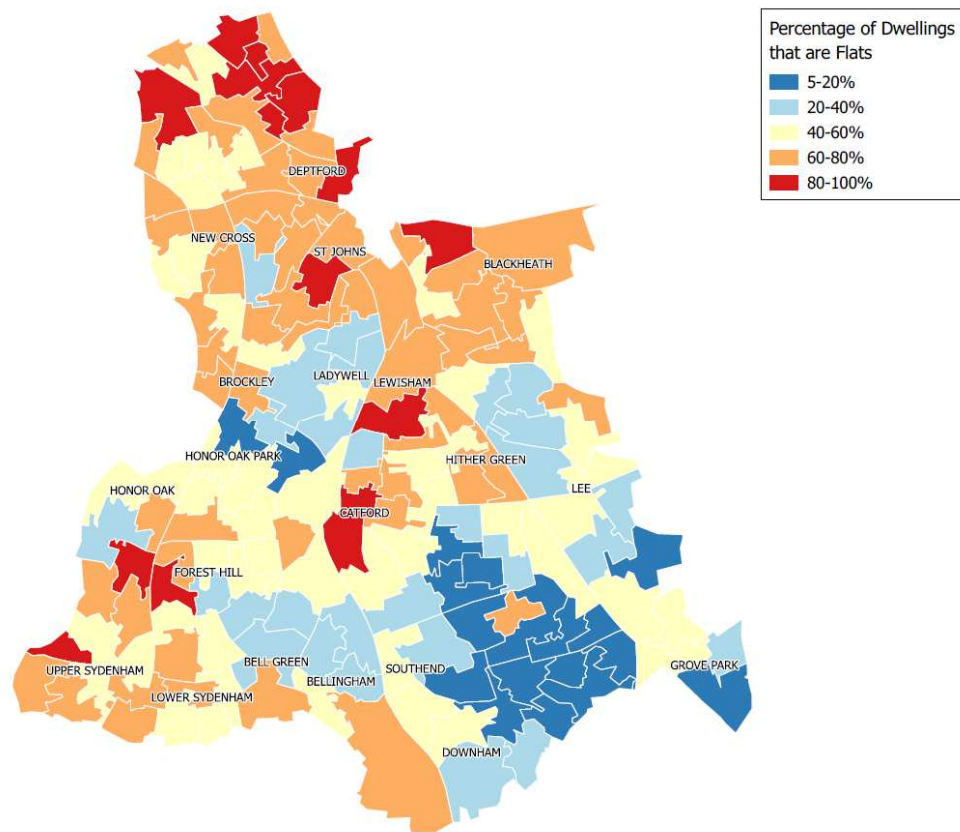 Percentage of Dwellings
that are Flats
5-20%
20-40%
40-60%
60-80%
80-100%
DEPTFORD
NEW CROSS
ST JOHNS
BLACKHEATH
LADYWELL
BROCKLEY
LEWISHAM
HONOR OAK PARK
HITHER GREEN
HONOR OAK
LEE
CATFORD
FOREST HILL
UPPER SYDENHAM
BELL GREEN
SOUTHEND
GROVE PARK
BELLINGHAM
LOWER SYDENHAM
DOWNHAM